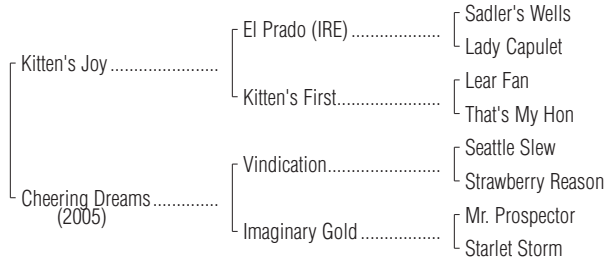 Sadler's Wells
El Prado (IRE) ....................
Lady Capulet
Kitten's Joy ........................
Lear Fan
Kitten's First.......................
That's My Hon
Seattle Slew
Vindication.........................
Strawberry Reason
Cheering Dreams..............
(2005)
Mr. Prospector
Imaginary Gold ..................
Starlet Storm